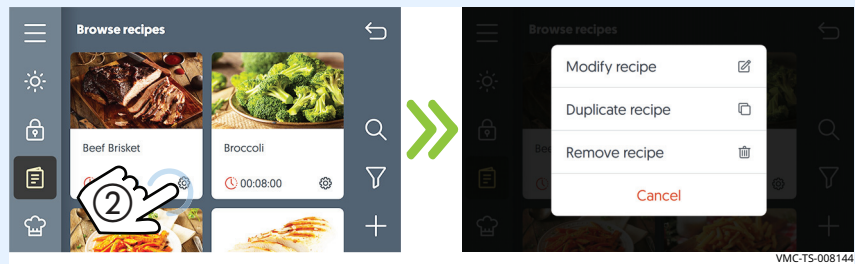 Browse recipes
Beef Brisket
Broccoli
2
00:08:00
Browse recipes
Modify recipe
Duplicate recipe
Remove recipe
Cancel
VMC-TS-008144